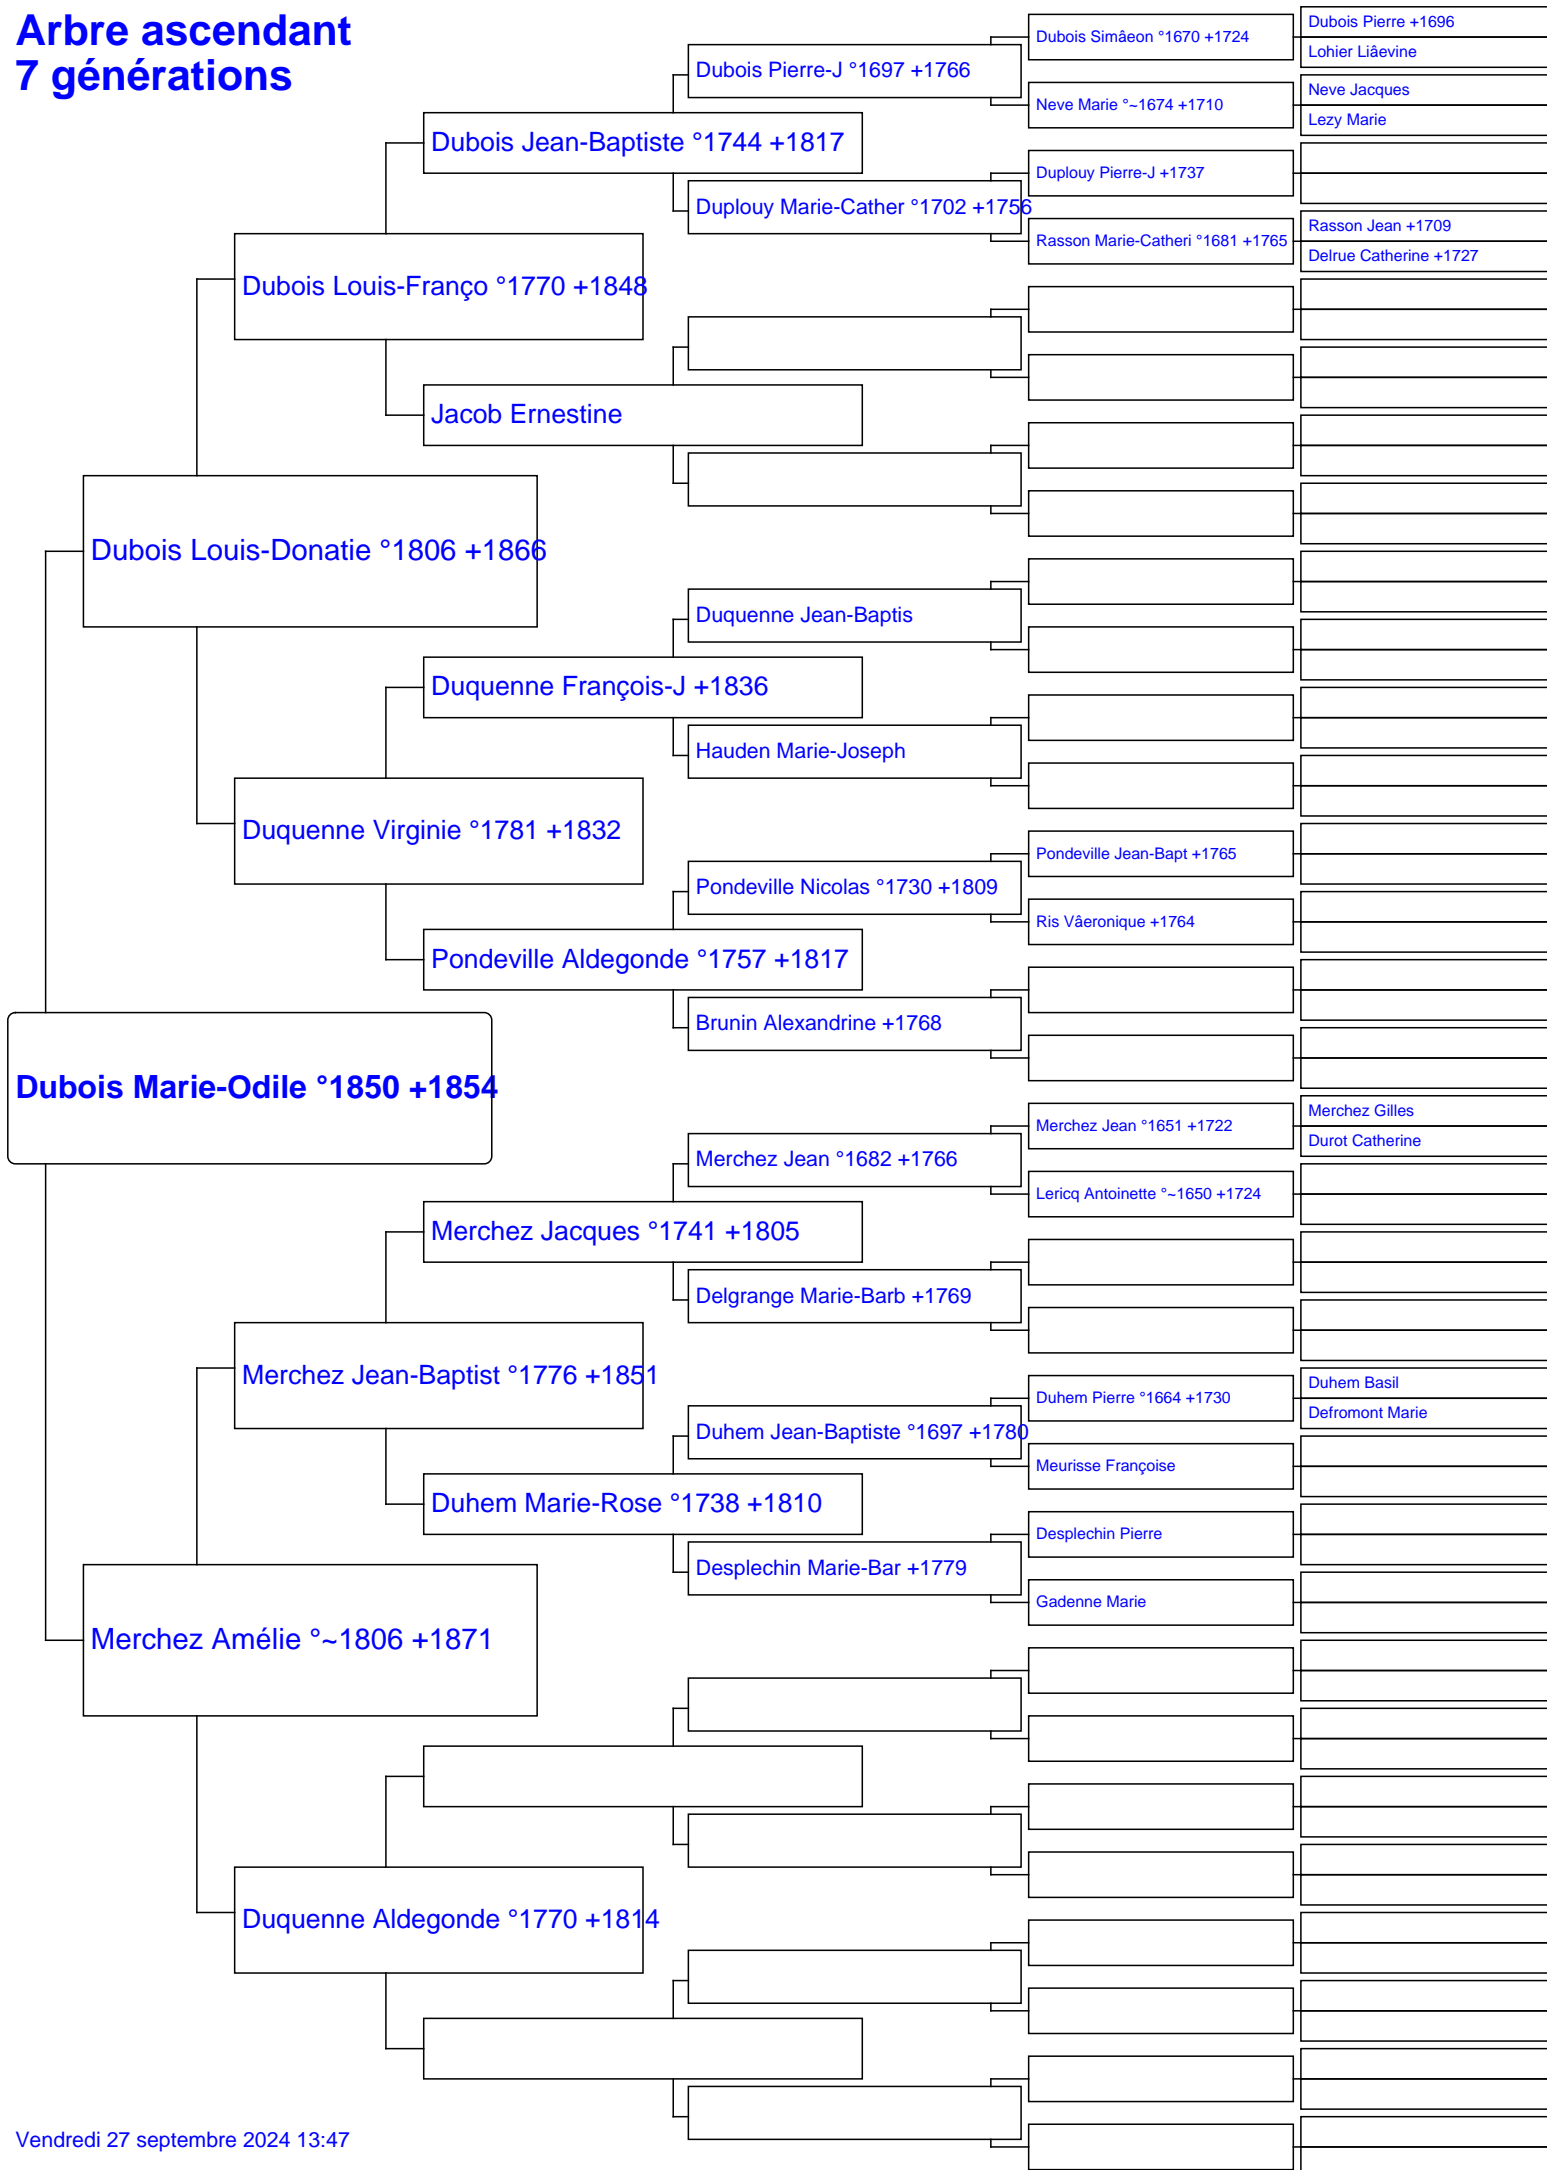 Arbre ascendant
7 générations
Dubois Marie-Odile °1850 +1854
Dubois Louis-Donatie °1806 +1866
Merchez Amélie °~1806 +1871
Dubois Louis-Franço °1770 +1848
Duquenne Virginie °1781 +1832
Merchez Jean-Baptist °1776 +1851
Duquenne Aldegonde °1770 +1814
Dubois Jean-Baptiste °1744 +1817
Jacob Ernestine
Duquenne François-J +1836
Pondeville Aldegonde °1757 +1817
Merchez Jacques °1741 +1805
Duhem Marie-Rose °1738 +1810
Dubois Pierre-J °1697 +1766
Duplouy Marie-Cather °1702 +1756
Duquenne Jean-Baptis
Hauden Marie-Joseph
Pondeville Nicolas °1730 +1809
Brunin Alexandrine +1768
Merchez Jean °1682 +1766
Delgrange Marie-Barb +1769
Duhem Jean-Baptiste °1697 +1780
Desplechin Marie-Bar +1779
Dubois Simâeon °1670 +1724
Neve Marie °~1674 +1710
Duplouy Pierre-J +1737
Rasson Marie-Catheri °1681 +1765
Pondeville Jean-Bapt +1765
Ris Vâeronique +1764
Merchez Jean °1651 +1722
Lericq Antoinette °~1650 +1724
Duhem Pierre °1664 +1730
Meurisse Françoise
Desplechin Pierre
Gadenne Marie
Dubois Pierre +1696
Lohier Liâevine
Neve Jacques
Lezy Marie
Rasson Jean +1709
Delrue Catherine +1727
Merchez Gilles
Durot Catherine
Duhem Basil
Defromont Marie
Vendredi 27 septembre 2024 13:47